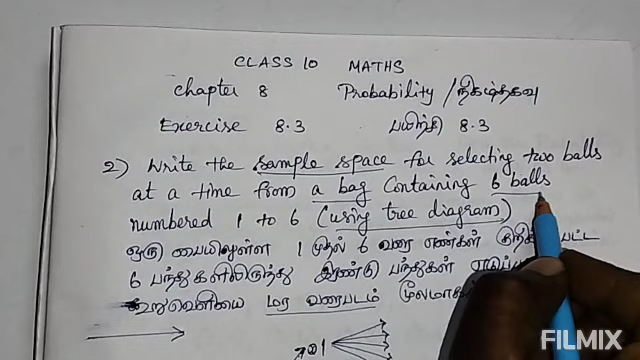 CLASS 10 MATHS
Chapter 8 Probability / நிகழ்தகவு
Exercise 8.3 பயிற்சி 8.3
2) Write the sample space for selecting two balls
at a time from a bag containing 6 balls
numbered 1 to 6 (using tree diagram)
ஒரு பையிலுள்ள 1 முதல் 6 வரை எண்கள்
6 பந்துகளிலிருந்து இரண்டு பந்துகள்
மர வரைபடம்
FILMIX